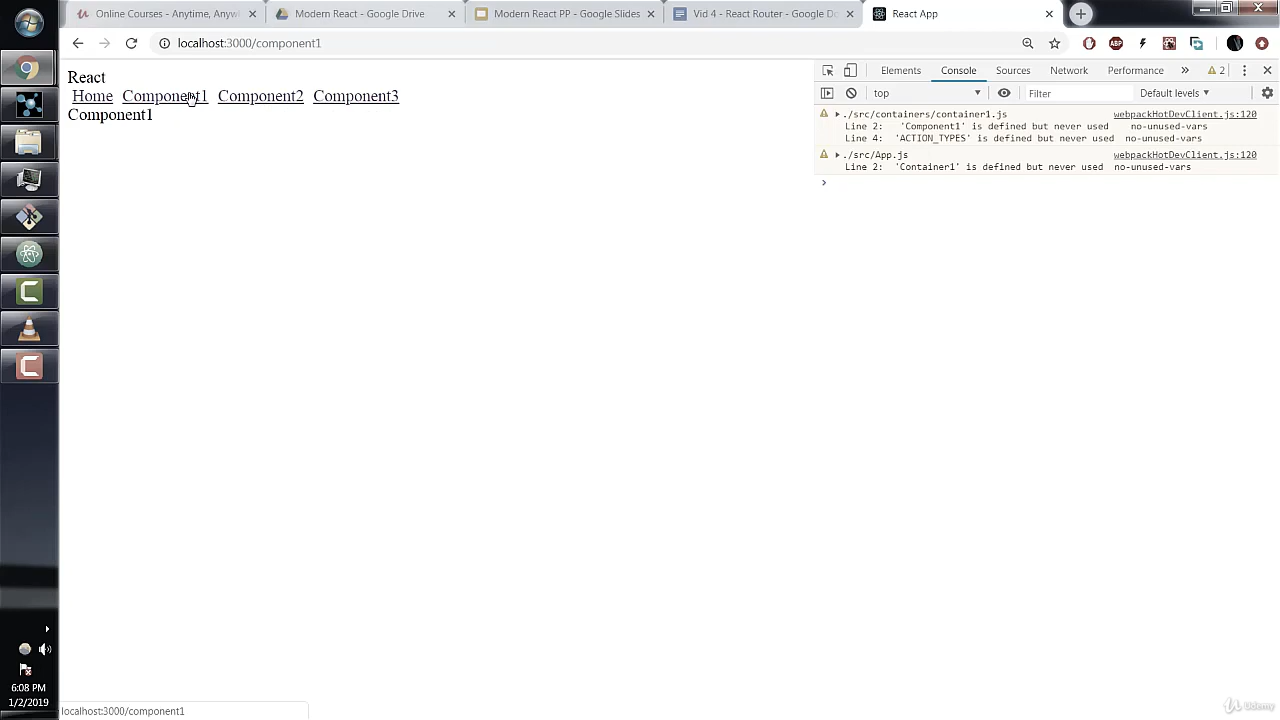 Online Courses - Anytime, Anyw
Modern React - Google Drive
Modern React PP - Google Slides
Vid 4 - React Router - Google Do
React App
localhost:3000/component1
React
Home Component1 Component2 Component3
Component1
Elements Console Sources Network Performance » 2
top Filter Default levels
./src/containers/container1.js webpackHotDevClient.js:120
Line 2: 'Component1' is defined but never used no-unused-vars
Line 4: 'ACTION_TYPES' is defined but never used no-unused-vars
./src/App.js webpackHotDevClient.js:120
Line 2: 'Container1' is defined but never used no-unused-vars
ABP
6:08 PM
1/2/2019
localhost:3000/component1
Udemy